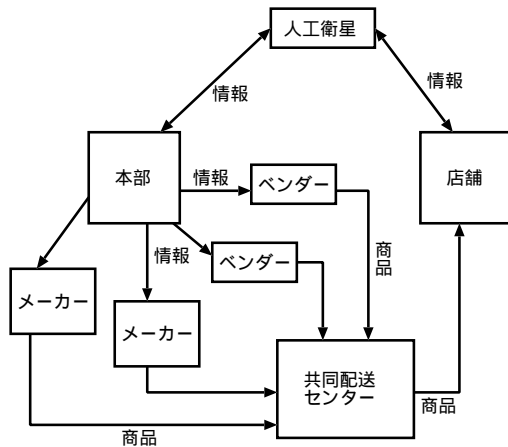 人工衛星
情報
情報
本部
情報
ベンダー
店舗
商品
情報
ベンダー
メーカー
メーカー
共同配送
センター
商品
商品